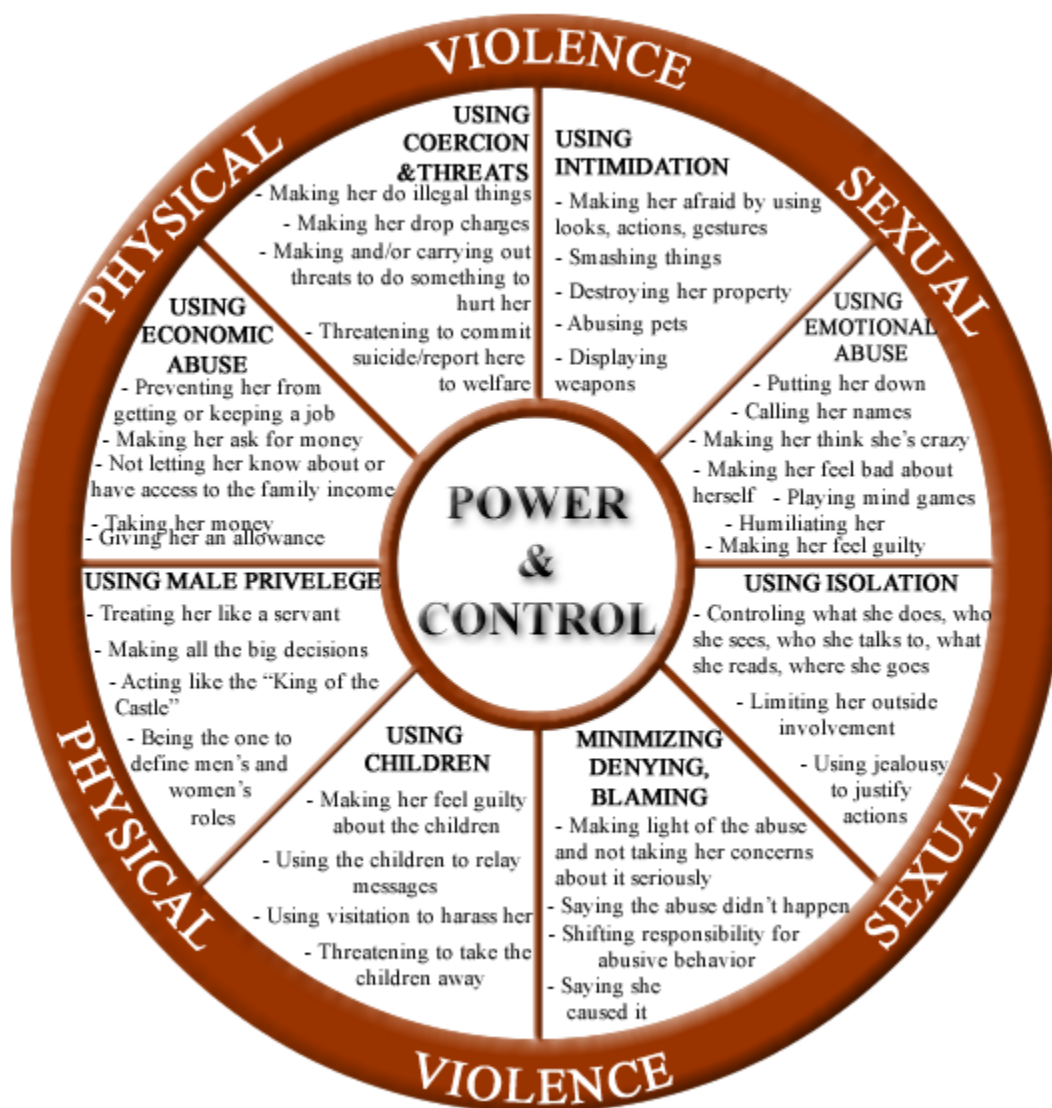 VIOLENCE
PHYSICAL
SEXUAL
USING
COERCION
&THREATS
- Making her do illegal things
- Making her drop charges
- Making and/or carrying out
threats to do something to
hurt her
- Threatening to commit
suicide/report here
to welfare
USING
INTIMIDATION
- Making her afraid by using
looks, actions, gestures
- Smashing things
- Destroying her property
- Abusing pets
- Displaying
weapons
USING
EMOTIONAL
ABUSE
- Putting her down
- Calling her names
- Making her think she’s crazy
- Making her feel bad about
herself - Playing mind games
- Humiliating her
- Making her feel guilty
USING ISOLATION
- Controling what she does, who
she sees, who she talks to, what
she reads, where she goes
- Limiting her outside
involvement
- Using jealousy
to justify
actions
MINIMIZING
DENYING,
BLAMING
- Making light of the abuse
and not taking her concerns
about it seriously
- Saying the abuse didn’t happen
- Shifting responsibility for
abusive behavior
- Saying she
caused it
USING
CHILDREN
- Making her feel guilty
about the children
- Using the children to relay
messages
- Using visitation to harass her
- Threatening to take the
children away
USING MALE PRIVELEGE
- Treating her like a servant
- Making all the big decisions
- Acting like the “King of the
Castle”
- Being the one to
define men’s and
women’s
roles
USING
ECONOMIC
ABUSE
- Preventing her from
getting or keeping a job
- Making her ask for money
- Not letting her know about or
have access to the family income
- Taking her money
- Giving her an allowance
POWER
&
CONTROL
PHYSICAL
SEXUAL
VIOLENCE